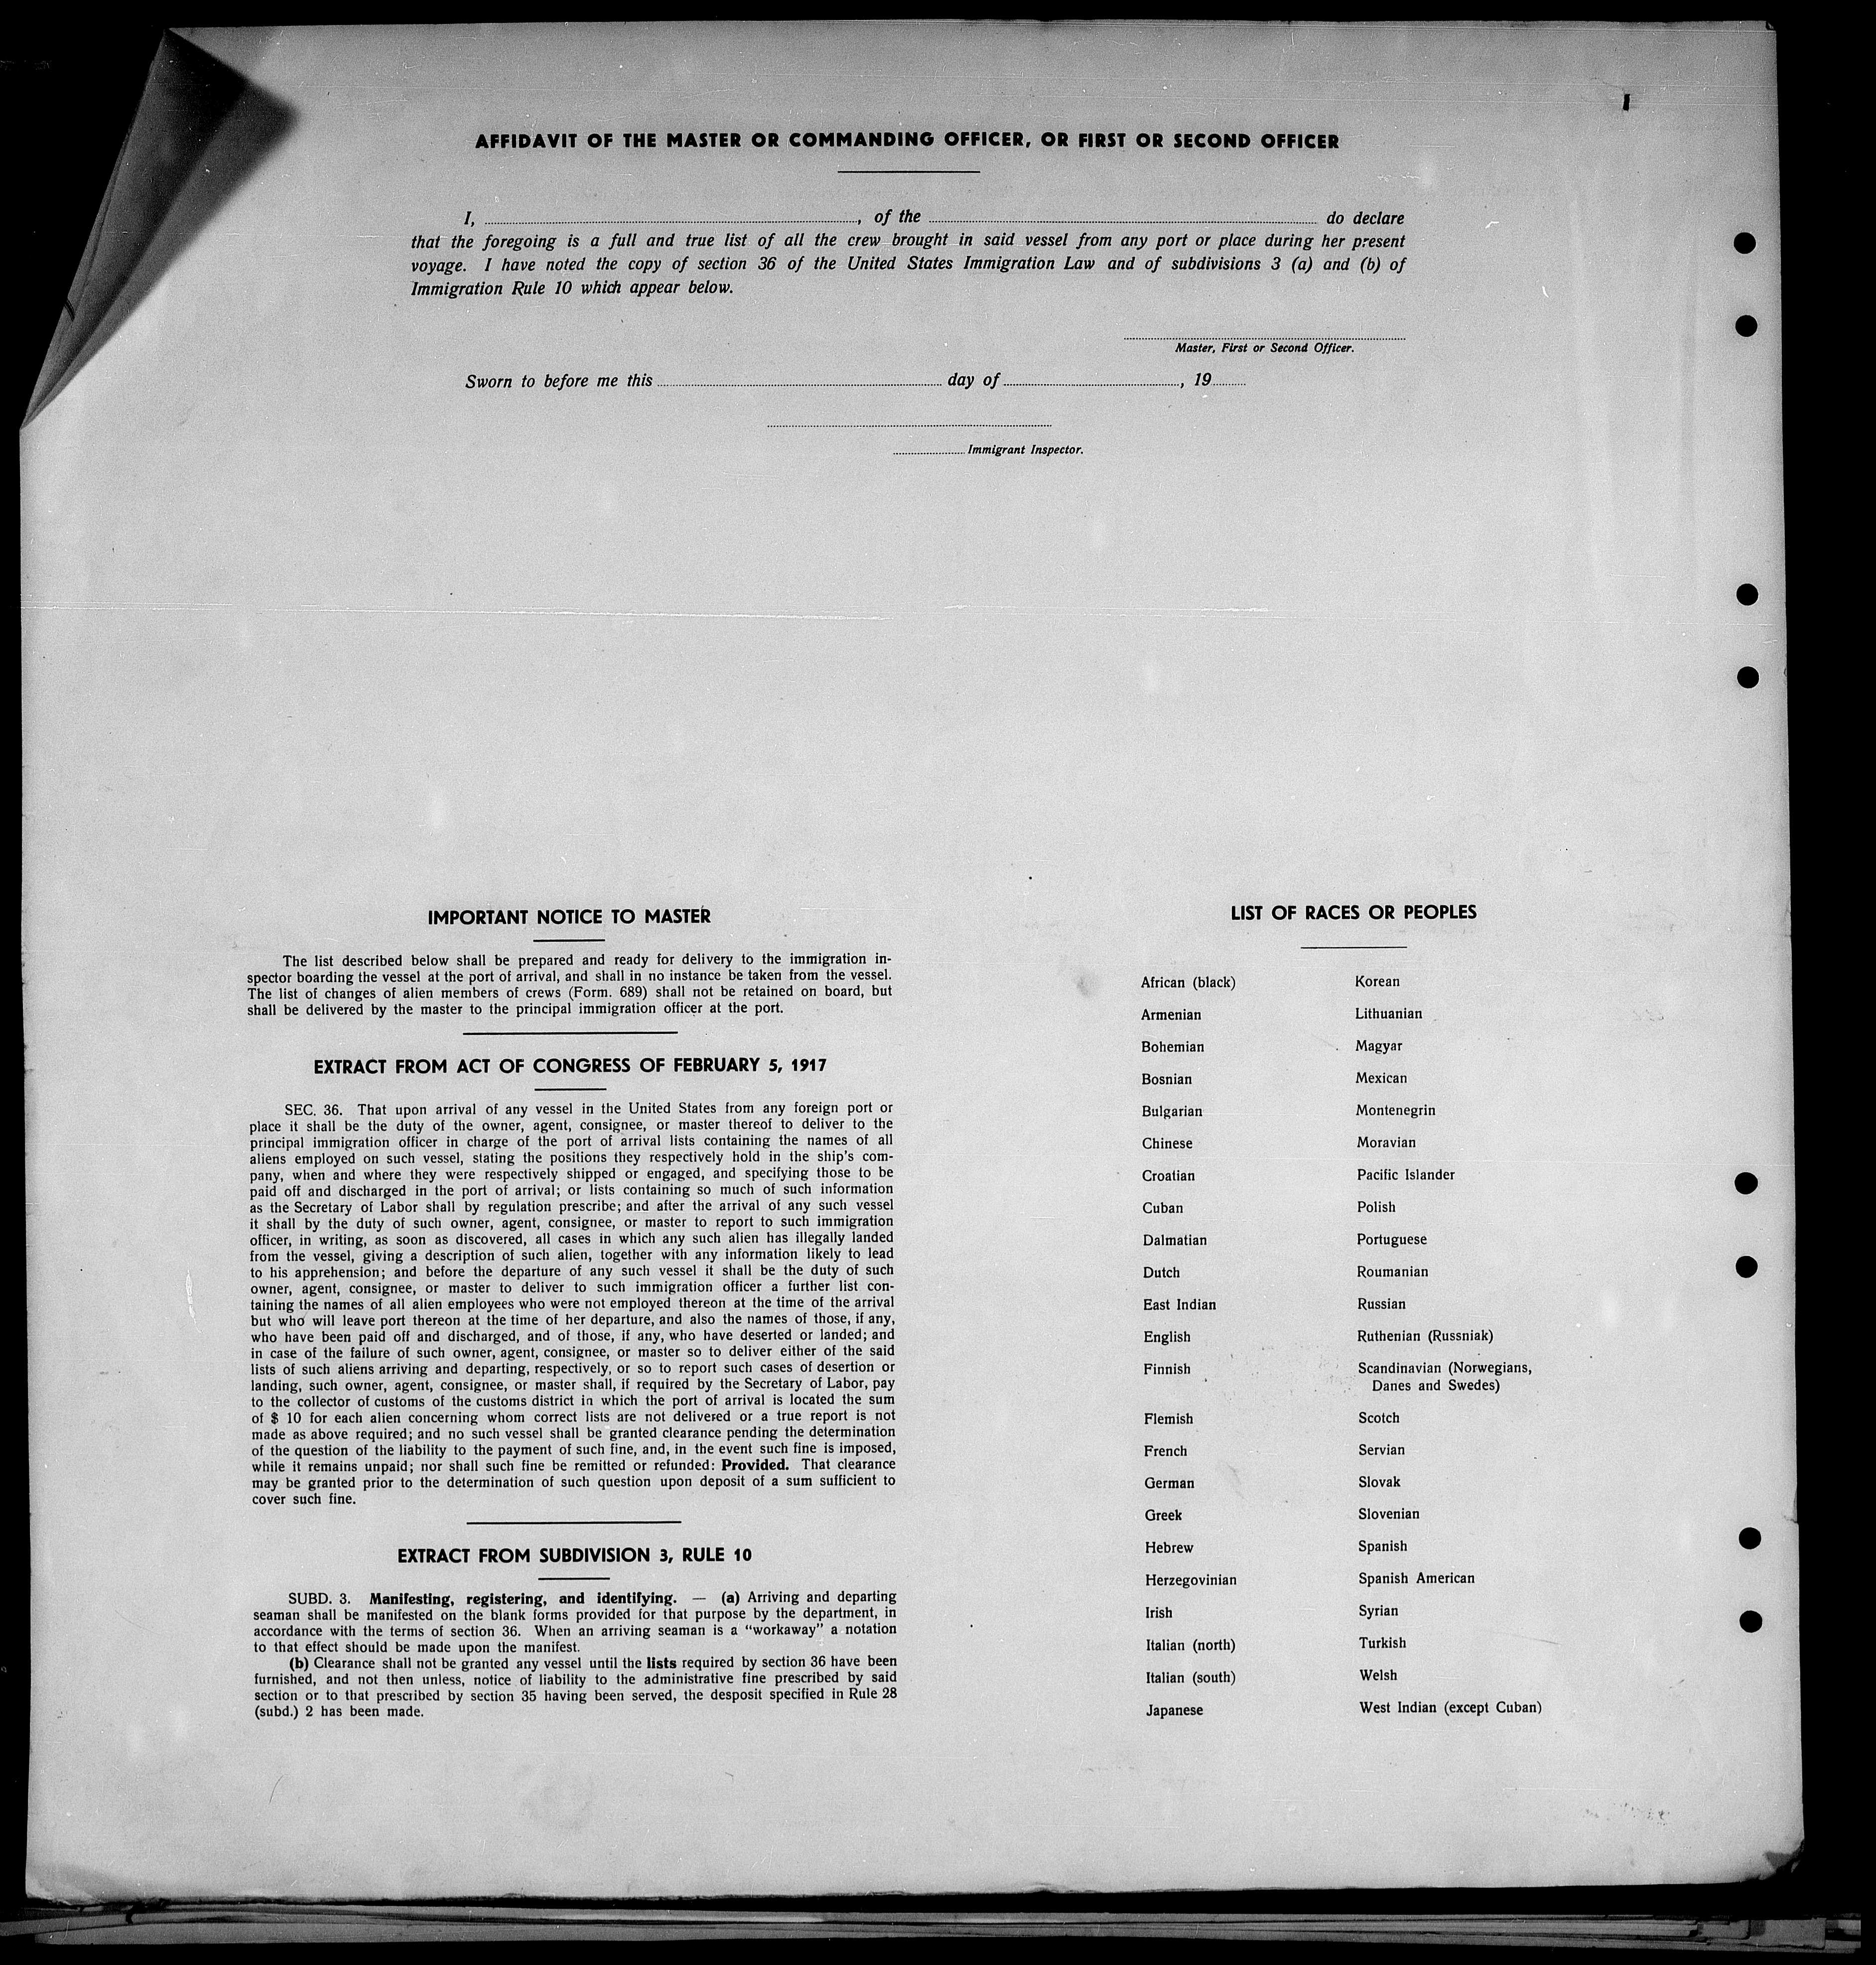 AFFIDAVIT OF THE MASTER OR COMMANDING OFFICER, OR FIRST OR SECOND OFFICER
I, , of the do declare
that the foregoing is a full and true list of all the crew brought in said vessel from any port or place during her present
voyage. I have noted the copy of section 36 of the United States Immigration Law and of subdivisions 3 (a) and (b) of
Immigration Rule 10 which appear below.
Master, First or Second Officer.
Sworn to before me this day of , 19
Immigrant Inspector.
IMPORTANT NOTICE TO MASTER
The list described below shall be prepared and ready for delivery to the immigration in-
spector boarding the vessel at the port of arrival, and shall in no instance be taken from the vessel.
The list of changes of alien members of crews (Form. 689) shall not be retained on board, but
shall be delivered by the master to the principal immigration officer at the port.
EXTRACT FROM ACT OF CONGRESS OF FEBRUARY 5, 1917
SEC. 36. That upon arrival of any vessel in the United States from any foreign port or
place it shall be the duty of the owner, agent, consignee, or master thereof to deliver to the
principal immigration officer in charge of the port of arrival lists containing the names of all
aliens employed on such vessel, stating the positions they respectively hold in the ship's com-
pany, when and where they were respectively shipped or engaged, and specifying those to be
paid off and discharged in the port of arrival; or lists containing so much of such information
as the Secretary of Labor shall by regulation prescribe; and after the arrival of any such vessel
it shall by the duty of such owner, agent, consignee, or master to report to such immigration
officer, in writing, as soon as discovered, all cases in which any such alien has illegally landed
from the vessel, giving a description of such alien, together with any information likely to lead
to his apprehension; and before the departure of any such vessel it shall be the duty of such
owner, agent, consignee, or master to deliver to such immigration officer a further list con-
taining the names of all alien employees who were not employed thereon at the time of the arrival
but who will leave port thereon at the time of her departure, and also the names of those, if any,
who have been paid off and discharged, and of those, if any, who have deserted or landed; and
in case of the failure of such owner, agent, consignee, or master so to deliver either of the said
lists of such aliens arriving and departing, respectively, or so to report such cases of desertion or
landing, such owner, agent, consignee, or master shall, if required by the Secretary of Labor, pay
to the collector of customs of the customs district in which the port of arrival is located the sum
of $ 10 for each alien concerning whom correct lists are not delivered or a true report is not
made as above required; and no such vessel shall be granted clearance pending the determination
of the question of the liability to the payment of such fine, and, in the event such fine is imposed,
while it remains unpaid; nor shall such fine be remitted or refunded: Provided. That clearance
may be granted prior to the determination of such question upon deposit of a sum sufficient to
cover such fine.
EXTRACT FROM SUBDIVISION 3, RULE 10
SUBD. 3. Manifesting, registering, and identifying. — (a) Arriving and departing
seaman shall be manifested on the blank forms provided for that purpose by the department, in
accordance with the terms of section 36. When an arriving seaman is a “workaway” a notation
to that effect should be made upon the manifest.
(b) Clearance shall not be granted any vessel until the lists required by section 36 have been
furnished, and not then unless, notice of liability to the administrative fine prescribed by said
section or to that prescribed by section 35 having been served, the desposit specified in Rule 28
(subd.) 2 has been made.
LIST OF RACES OR PEOPLES
African (black)
Armenian
Bohemian
Bosnian
Bulgarian
Chinese
Croatian
Cuban
Dalmatian
Dutch
East Indian
English
Finnish
Flemish
French
German
Greek
Hebrew
Herzegovinian
Irish
Italian (north)
Italian (south)
Japanese
Korean
Lithuanian
Magyar
Mexican
Montenegrin
Moravian
Pacific Islander
Polish
Portuguese
Roumanian
Russian
Ruthenian (Russniak)
Scandinavian (Norwegians,
Danes and Swedes)
Scotch
Servian
Slovak
Slovenian
Spanish
Spanish American
Syrian
Turkish
Welsh
West Indian (except Cuban)